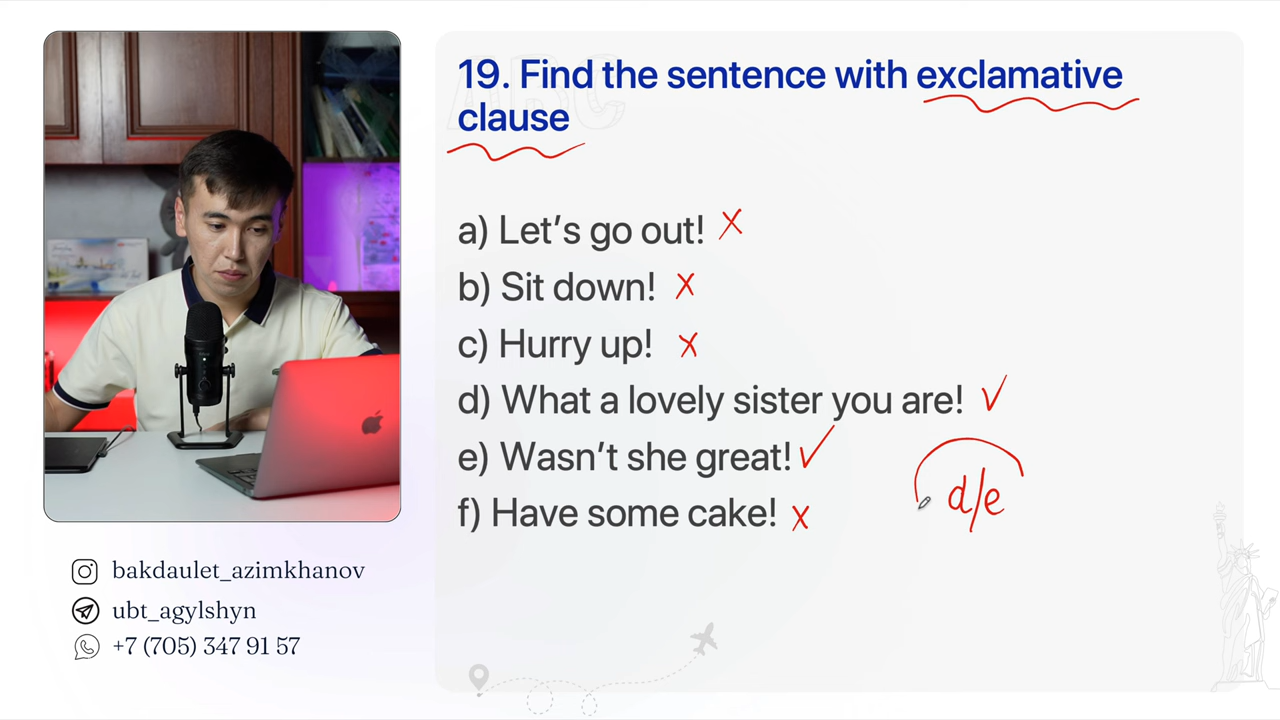 19. Find the sentence with exclamative
clause
a) Let's go out! X
b) Sit down! X
c) Hurry up! X
d) What a lovely sister you are! ✓
e) Wasn't she great! ✓
f) Have some cake! X
d/e
bakdaulet_azimkhanov
ubt_agylshyn
+7 (705) 347 91 57
ABC